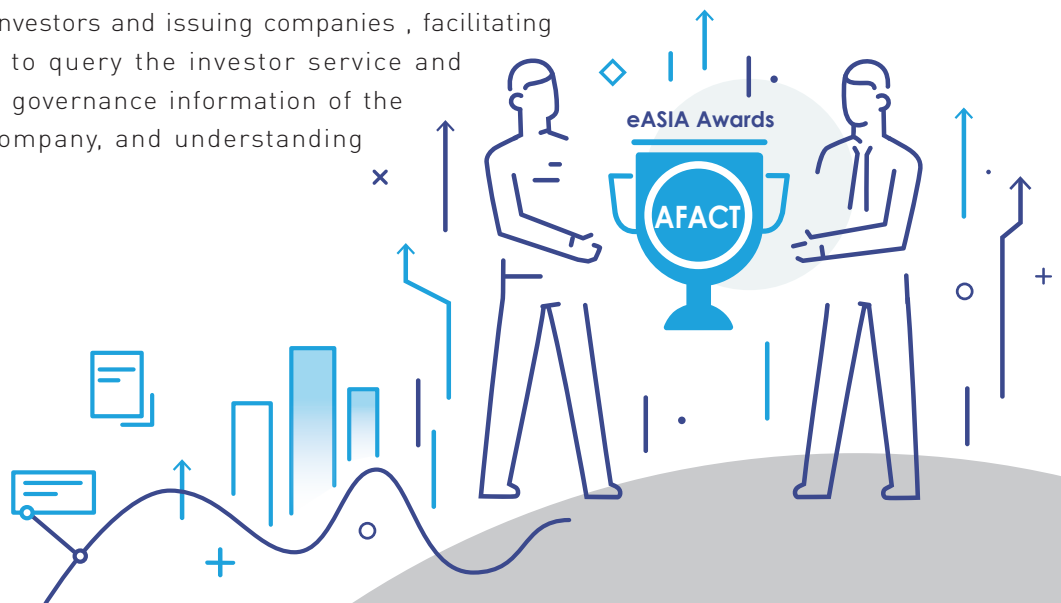 nvestors and issuing companies , facilitating
to query the investor service and
governance information of the
ompany, and understanding
eASIA Awards
AFACT